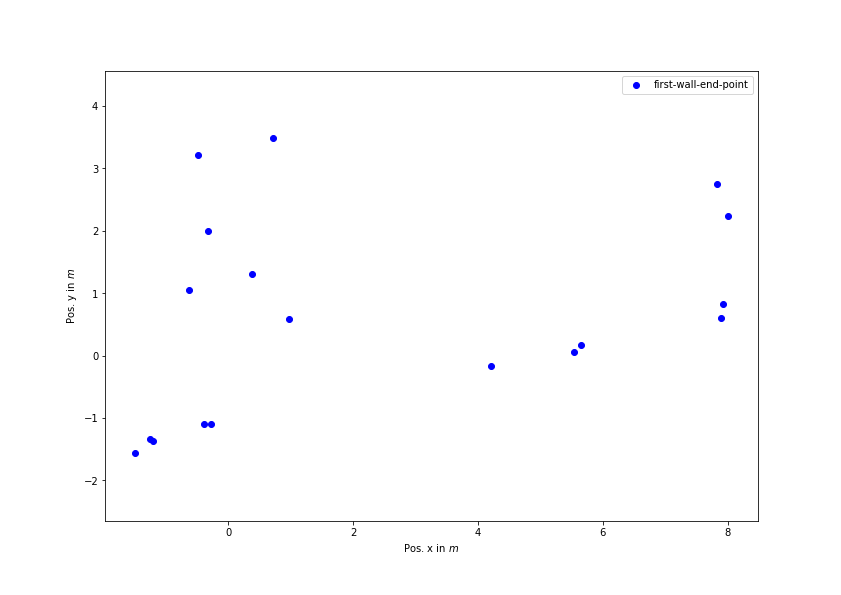 first-wall-end-point
4
3
2
1
0
−1
−2
Pos. y in m
0 2 4 6 8
Pos. x in m